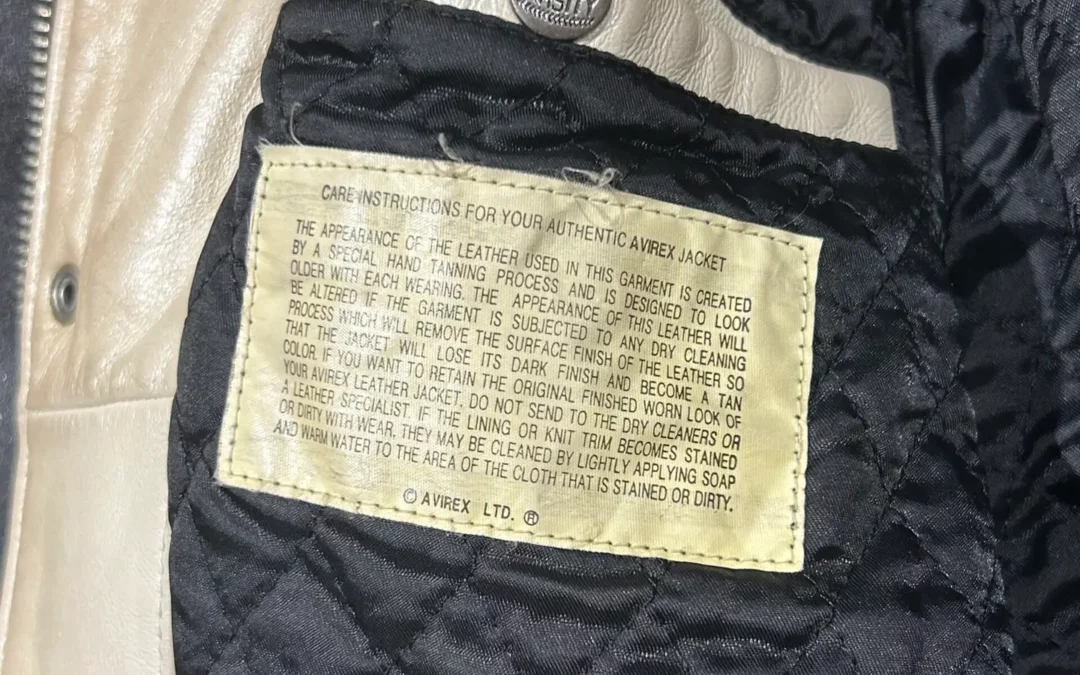 SITY
CARE INSTRUCTIONS FOR YOUR AUTHENTIC AVIREX JACKET
THE APPEARANCE OF THE LEATHER USED IN THIS GARMENT IS CREATED
BY A SPECIAL HAND TANNING PROCESS AND IS DESIGNED TO LOOK
OLDER WITH EACH WEARING. THE APPEARANCE OF THIS LEATHER WILL
BE ALTERED IF THE GARMENT IS SUBJECTED TO ANY DRY CLEANING
PROCESS WHICH WILL REMOVE THE SURFACE FINISH OF THE LEATHER SO
THAT THE JACKET WILL LOSE ITS DARK FINISH AND BECOME A TAN
COLOR. IF YOU WANT TO RETAIN THE ORIGINAL FINISHED WORN LOOK OF
YOUR AVIREX LEATHER JACKET, DO NOT SEND TO THE DRY CLEANERS OR
A LEATHER SPECIALIST. IF THE LINING OR KNIT TRIM BECOMES STAINED
OR DIRTY WITH WEAR, THEY MAY BE CLEANED BY LIGHTLY APPLYING SOAP
AND WARM WATER TO THE AREA OF THE CLOTH THAT IS STAINED OR DIRTY.
© AVIREX LTD. ®